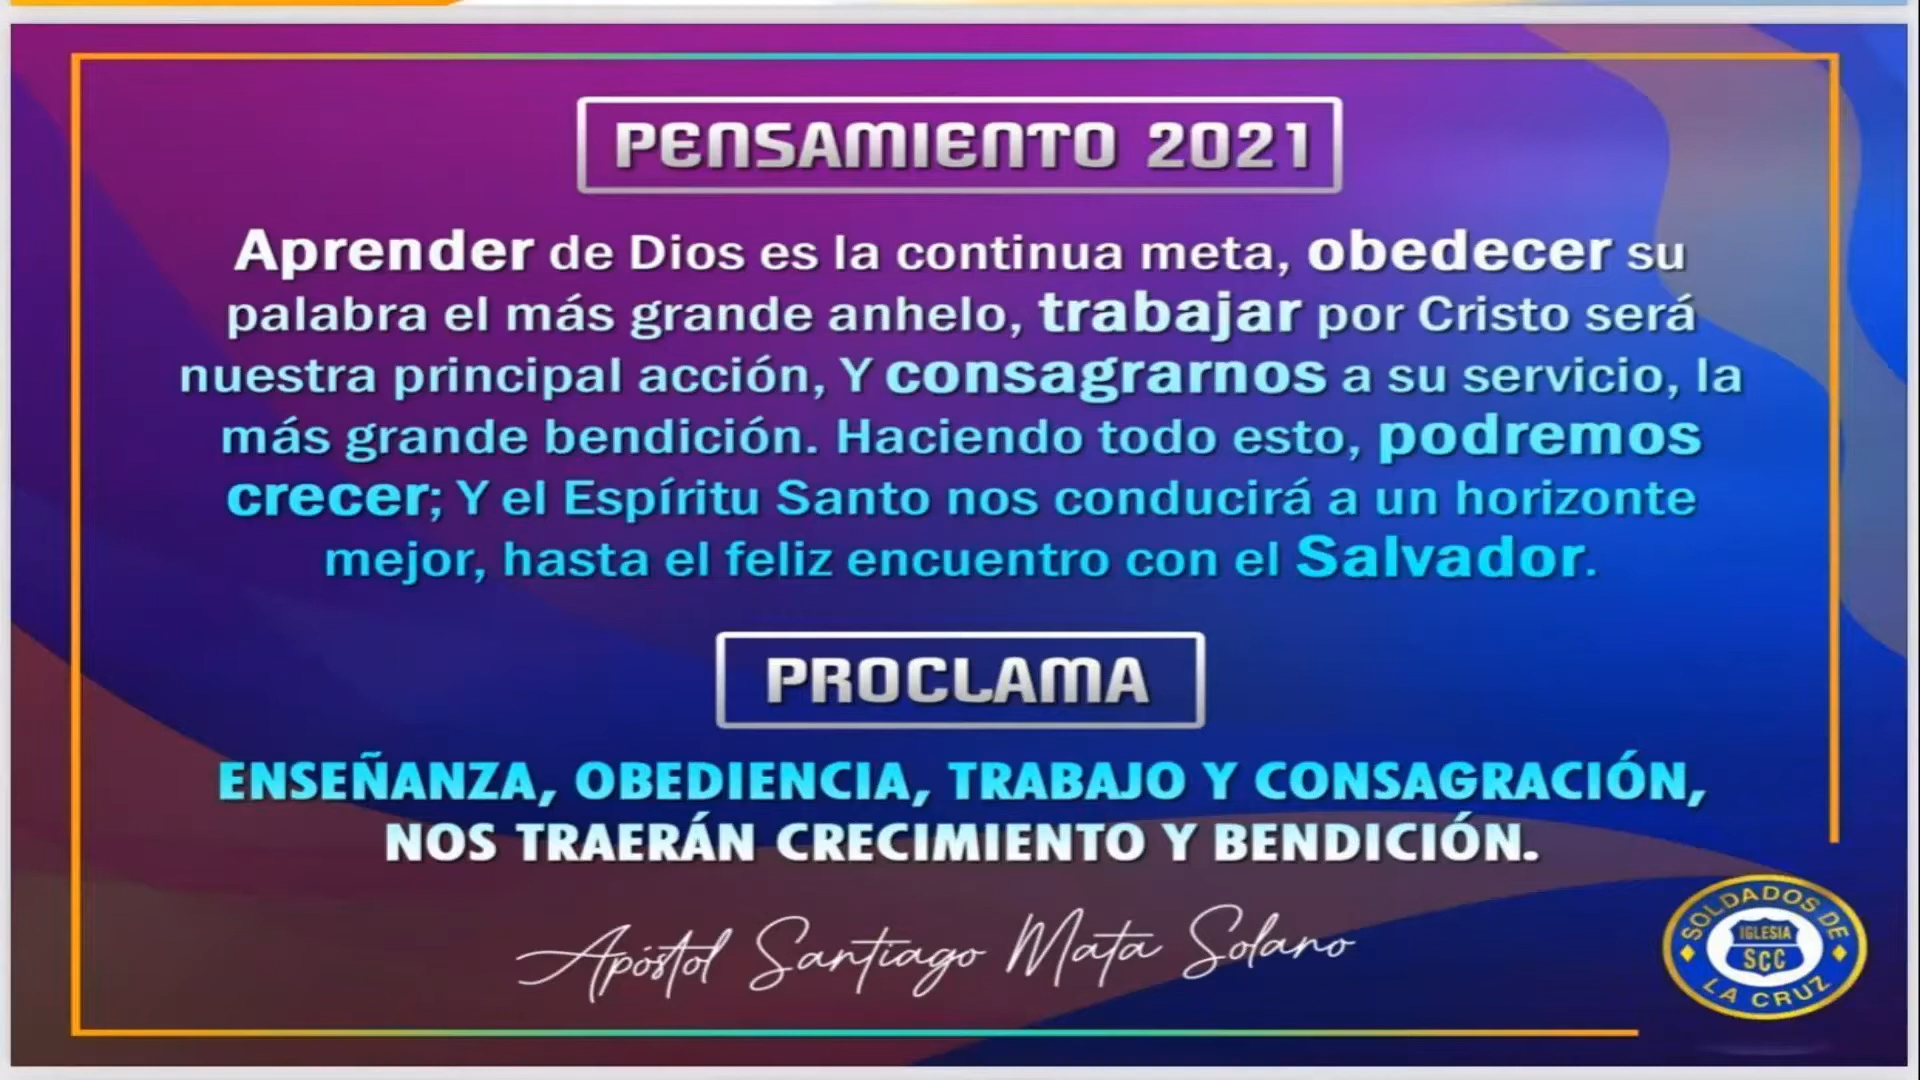 PENSAMIENTO 2021
Aprender de Dios es la continua meta, obedecer su
palabra el más grande anhelo, trabajar por Cristo será
nuestra principal acción, Y consagrarnos a su servicio, la
más grande bendición. Haciendo todo esto, podremos
crecer; Y el Espíritu Santo nos conducirá a un horizonte
mejor, hasta el feliz encuentro con el Salvador.
PROCLAMA
ENSEÑANZA, OBEDIENCIA, TRABAJO Y CONSAGRACIÓN,
NOS TRAERÁN CRECIMIENTO Y BENDICIÓN.
Apóstol Santiago Mata Solano
SOLDADOS DE
IGLESIA
SCC
LA CRUZ